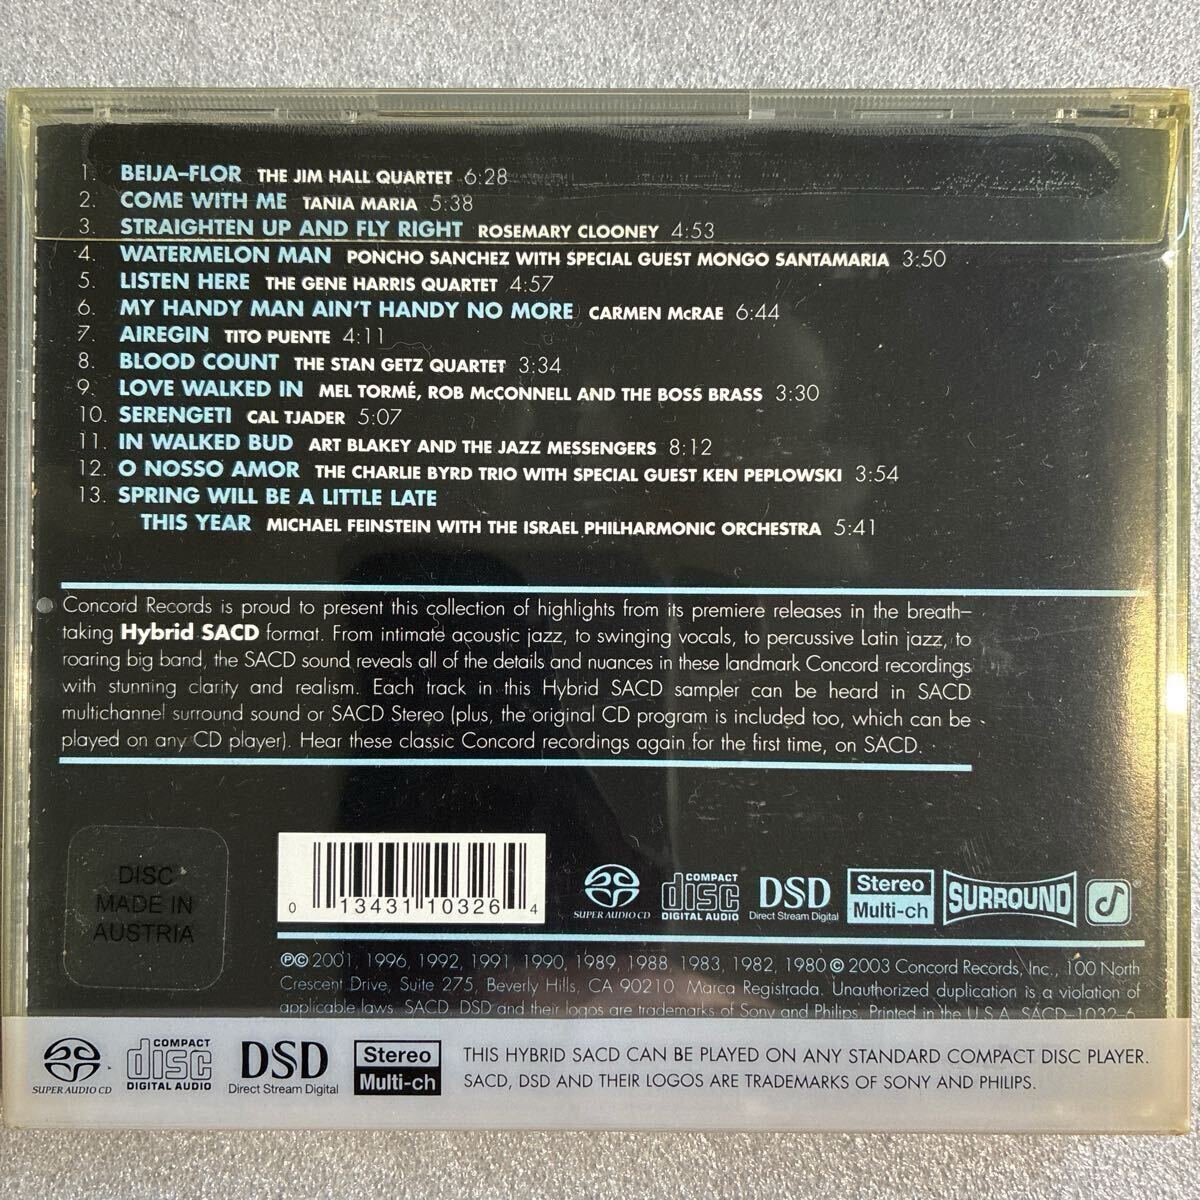 1. BEIJA–FLOR THE JIM HALL QUARTET 6:28
2. COME WITH ME TANIA MARIA 5:38
3. STRAIGHTEN UP AND FLY RIGHT ROSEMARY CLOONEY 4:53
4. WATERMELON MAN PONCHO SANCHEZ WITH SPECIAL GUEST MONGO SANTAMARIA 3:50
5. LISTEN HERE THE GENE HARRIS QUARTET 4:57
6. MY HANDY MAN AIN'T HANDY NO MORE CARMEN McRAE 6:44
7. AIREGIN TITO PUENTE 4:11
8. BLOOD COUNT THE STAN GETZ QUARTET 3:34
9. LOVE WALKED IN MEL TORMÉ, ROB McCONNELL AND THE BOSS BRASS 3:30
10. SERENGETI CAL TJADER 5:07
11. IN WALKED BUD ART BLAKEY AND THE JAZZ MESSENGERS 8:12
12. O NOSSO AMOR THE CHARLIE BYRD TRIO WITH SPECIAL GUEST KEN PEPLOWSKI 3:54
13. SPRING WILL BE A LITTLE LATE
THIS YEAR MICHAEL FEINSTEIN WITH THE ISRAEL PHILHARMONIC ORCHESTRA 5:41
Concord Records is proud to present this collection of highlights from its premiere releases in the breath–
taking Hybrid SACD format. From intimate acoustic jazz, to swinging vocals, to percussive Latin jazz, to
roaring big band, the SACD sound reveals all of the details and nuances in these landmark Concord recordings
with stunning clarity and realism. Each track in this Hybrid SACD sampler can be heard in SACD
multichannel surround sound or SACD Stereo (plus, the original CD program is included too, which can be
played on any CD player). Hear these classic Concord recordings again for the first time, on SACD.
DISC
MADE IN
AUSTRIA
0 13431 10326 4
SUPER AUDIO CD
COMPACT
disc
DIGITAL AUDIO
DSD
Direct Stream Digital
Stereo
Multi-ch
SURROUND
℗© 2001, 1996, 1992, 1991, 1990, 1989, 1988, 1983, 1982, 1980 © 2003 Concord Records, Inc., 100 North
Crescent Drive, Suite 275, Beverly Hills, CA 90210. Marca Registrada. Unauthorized duplication is a violation of
applicable laws. SACD, DSD and their logos are trademarks of Sony and Philips. Printed in the U.S.A. SACD–1032–6
SUPER AUDIO CD
COMPACT
disc
DIGITAL AUDIO
DSD
Direct Stream Digital
Stereo
Multi-ch
THIS HYBRID SACD CAN BE PLAYED ON ANY STANDARD COMPACT DISC PLAYER.
SACD, DSD AND THEIR LOGOS ARE TRADEMARKS OF SONY AND PHILIPS.